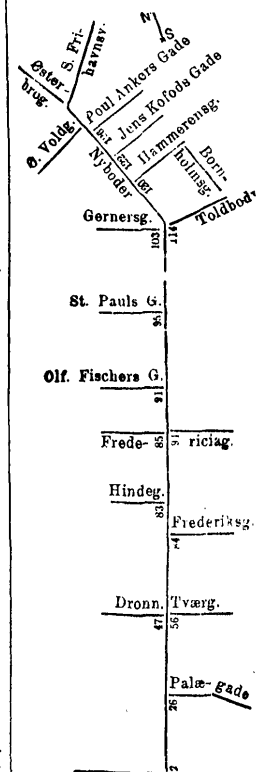 N
S
S. Fri-
havnsv.
Øster-
brog.
Ø. Voldg.
Poul Ankers Gade
Jens Kofods Gade
Hammerensg.
Born-
holmsg.
Toldbody
Nyboder
Gernersg.
103 114
St. Pauls G.
95
Olf. Fischers G.
91
Frede- 85 91 riciag.
Hindeg.
83
Frederiksg.
Dronn. Tværg.
47 56
Palæ-gade
26
2